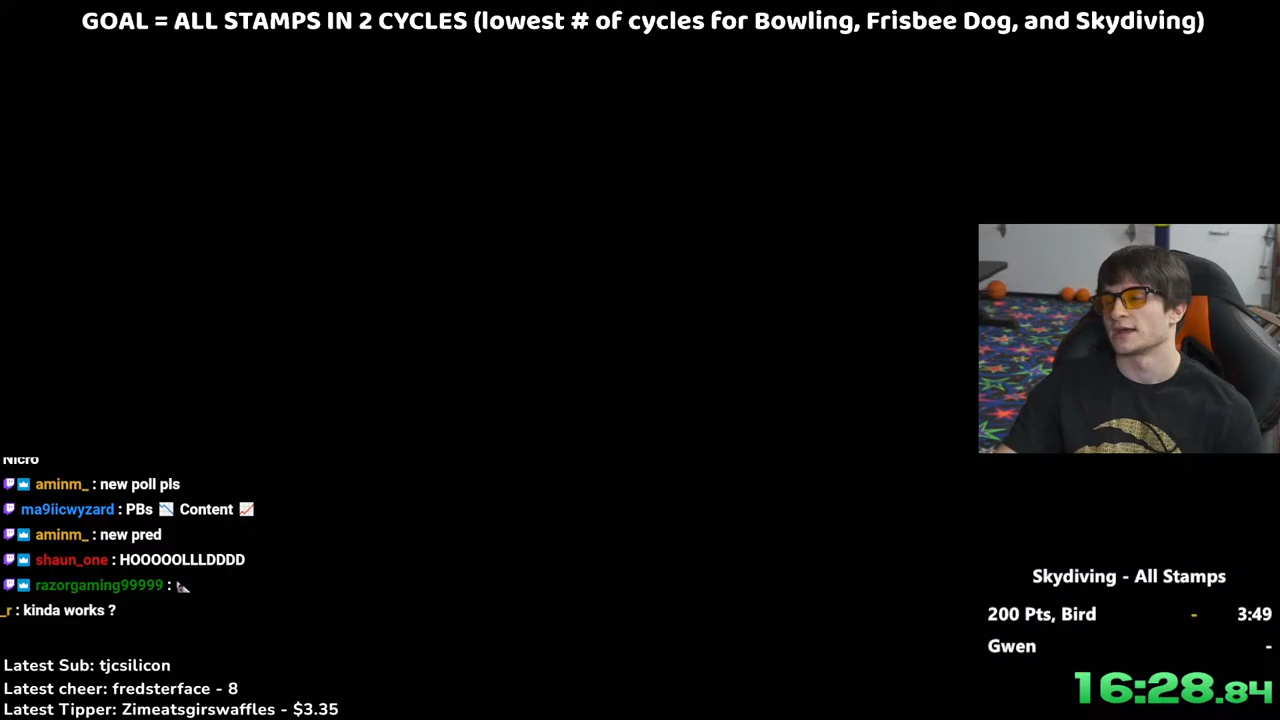 GOAL = ALL STAMPS IN 2 CYCLES (lowest # of cycles for Bowling, Frisbee Dog, and Skydiving)
Nicro
aminm_ : new poll pls
ma9iicwyzard : PBs 📉 Content 📈
aminm_ : new pred
shaun_one : HOOOOOLLLDDDD
razorgaming99999 :
_r : kinda works ?
Skydiving - All Stamps
200 Pts, Bird - 3:49
Gwen -
16:28.84
Latest Sub: tjcsilicon
Latest cheer: fredsterface - 8
Latest Tipper: Zimeatsgirswaffles - $3.35